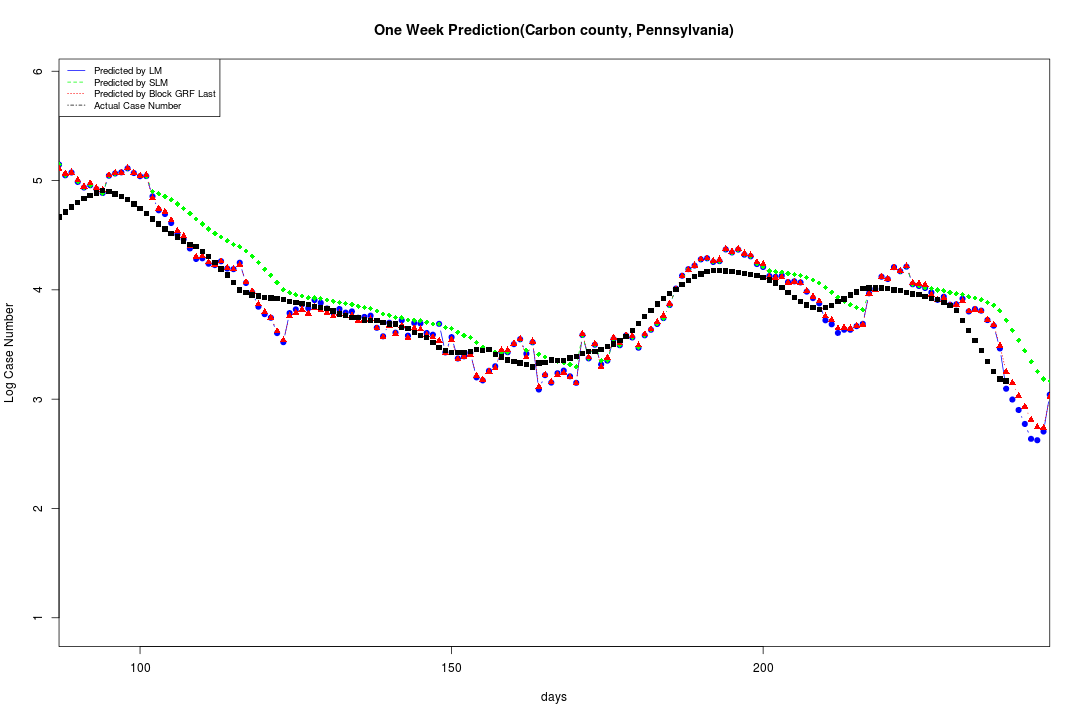 One Week Prediction(Carbon county, Pennsylvania)
Predicted by LM
Predicted by SLM
Predicted by Block GRF Last
Actual Case Number
6
5
4
3
2
1
Log Case Number
100 150 200
days